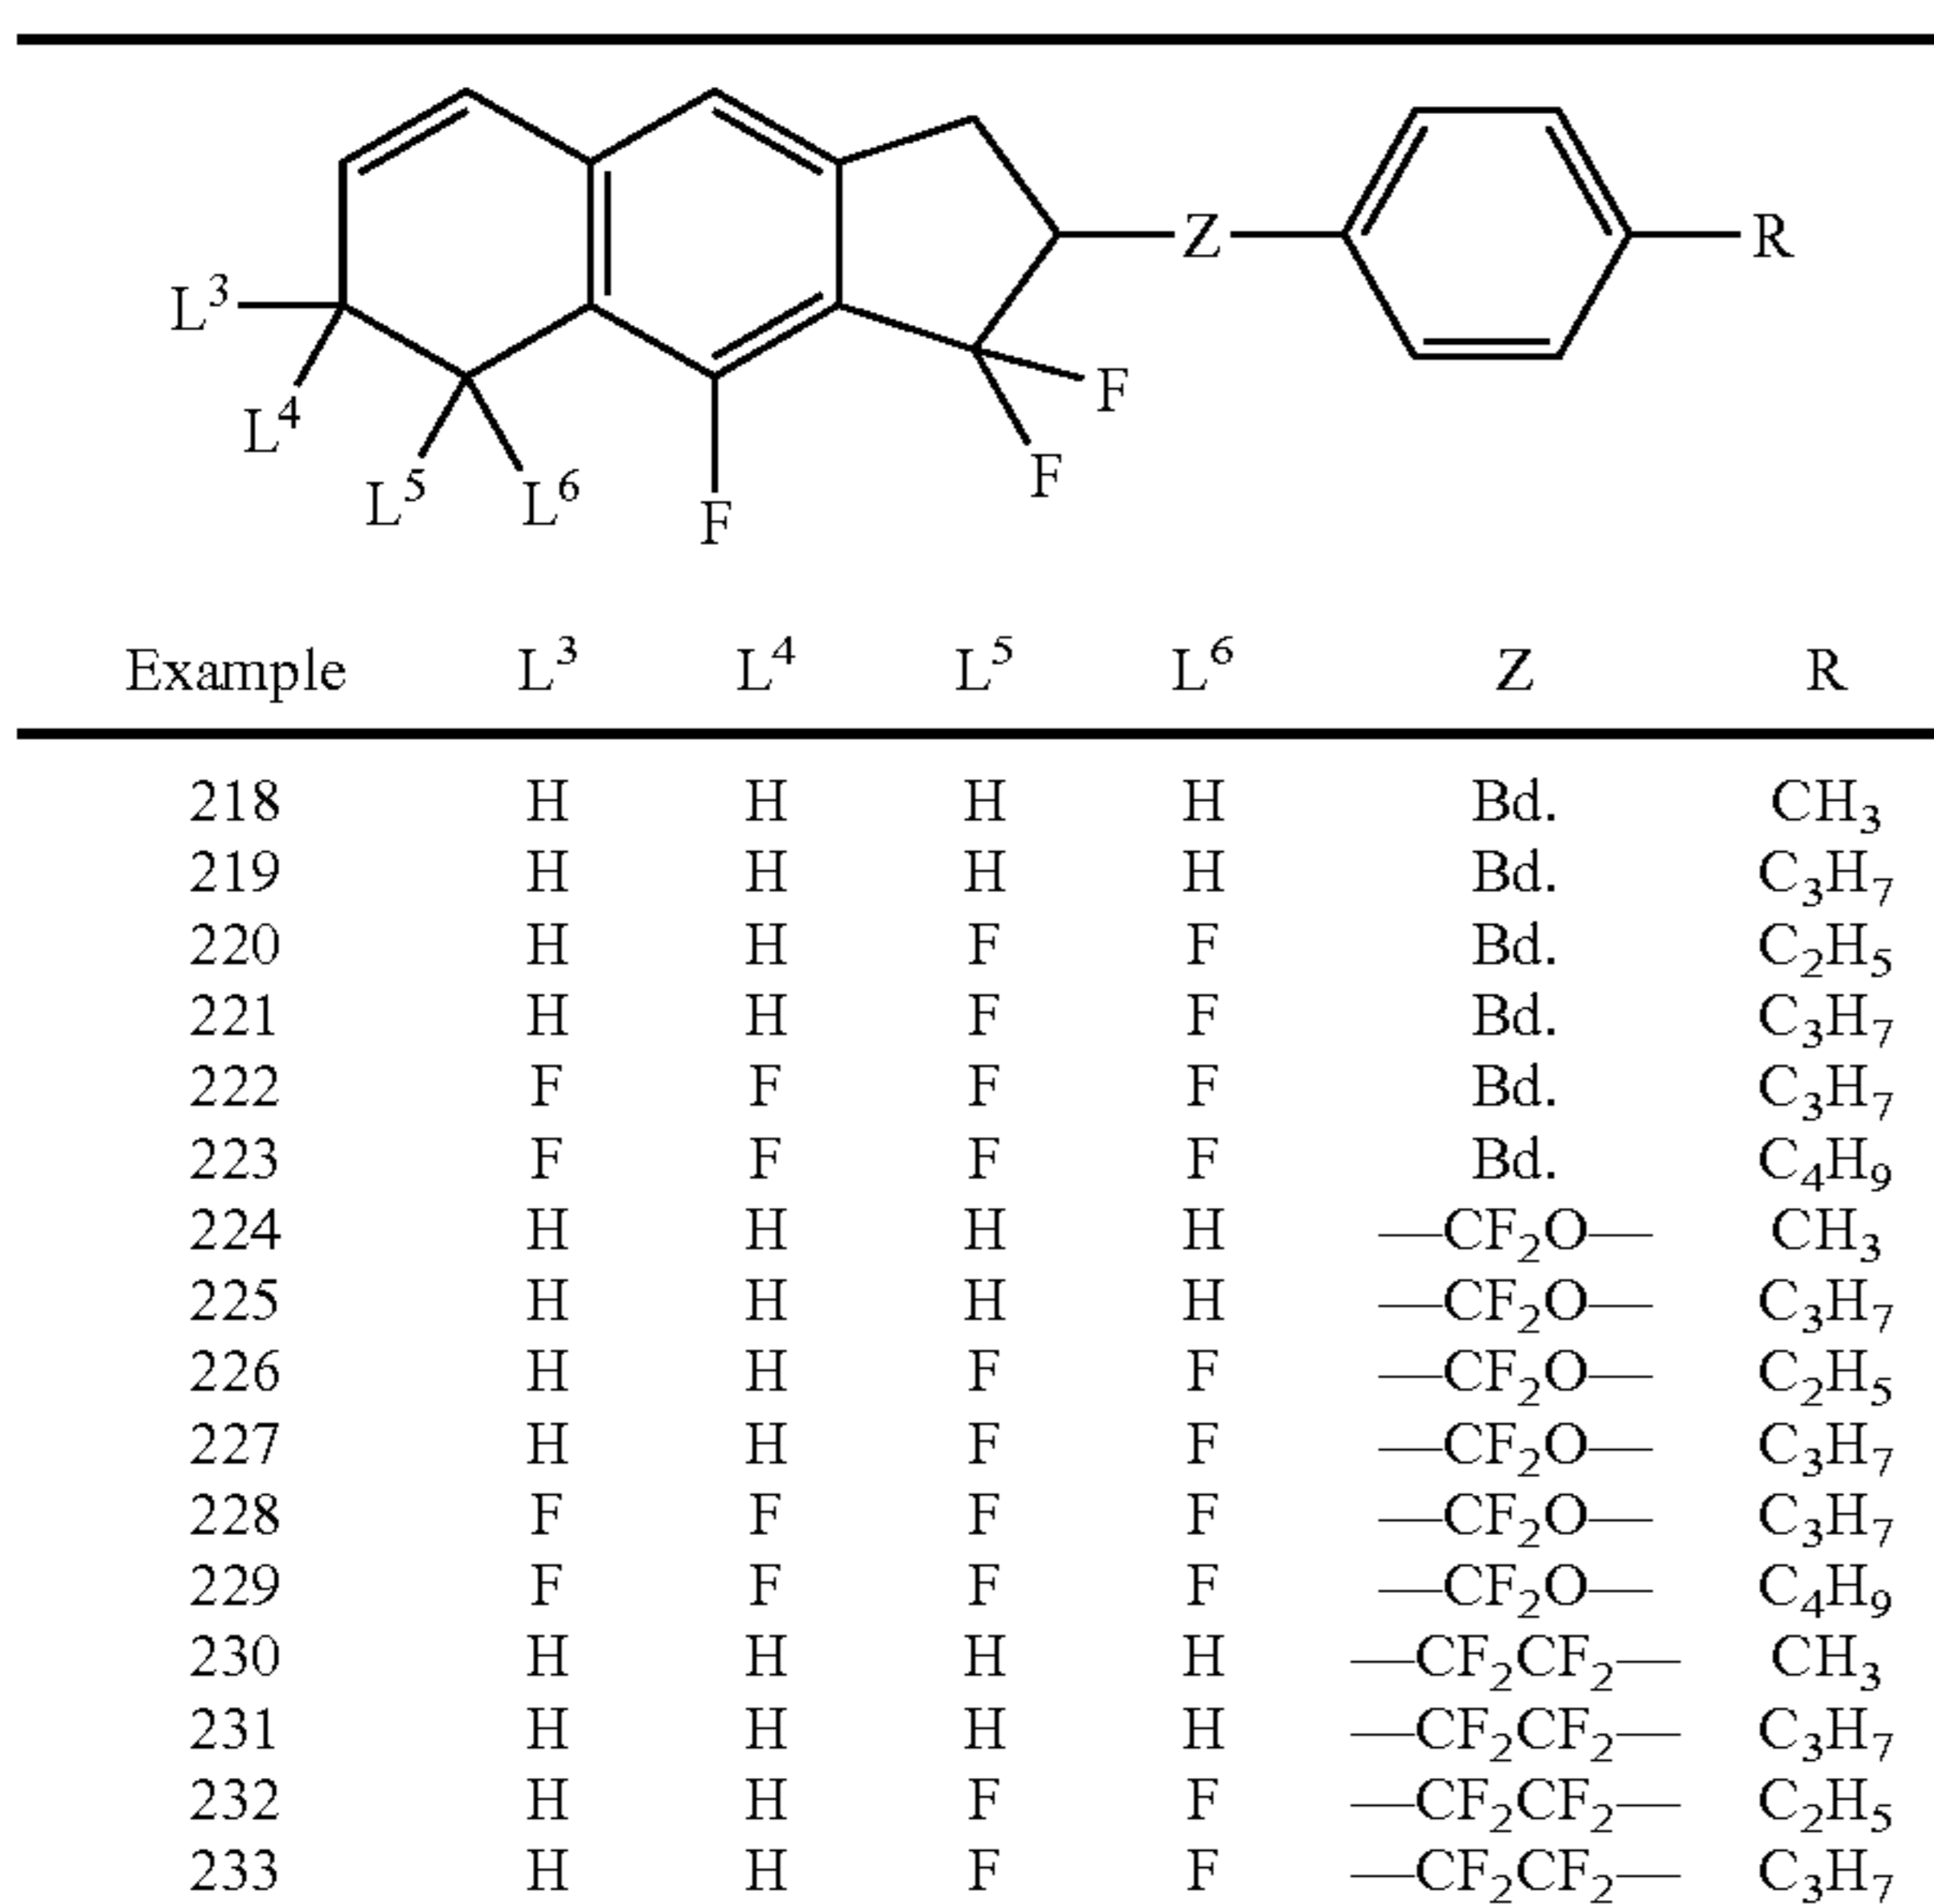 Z
R
L³
L⁴
L⁵ L⁶
F
F
F
Example L³ L⁴ L⁵ L⁶ Z R
218 H H H H Bd. CH₃
219 H H H H Bd. C₃H₇
220 H H F F Bd. C₂H₅
221 H H F F Bd. C₃H₇
222 F F F F Bd. C₃H₇
223 F F F F Bd. C₄H₉
224 H H H H —CF₂O— CH₃
225 H H H H —CF₂O— C₃H₇
226 H H F F —CF₂O— C₂H₅
227 H H F F —CF₂O— C₃H₇
228 F F F F —CF₂O— C₃H₇
229 F F F F —CF₂O— C₄H₉
230 H H H H —CF₂CF₂— CH₃
231 H H H H —CF₂CF₂— C₃H₇
232 H H F F —CF₂CF₂— C₂H₅
233 H H F F —CF₂CF₂— C₃H₇